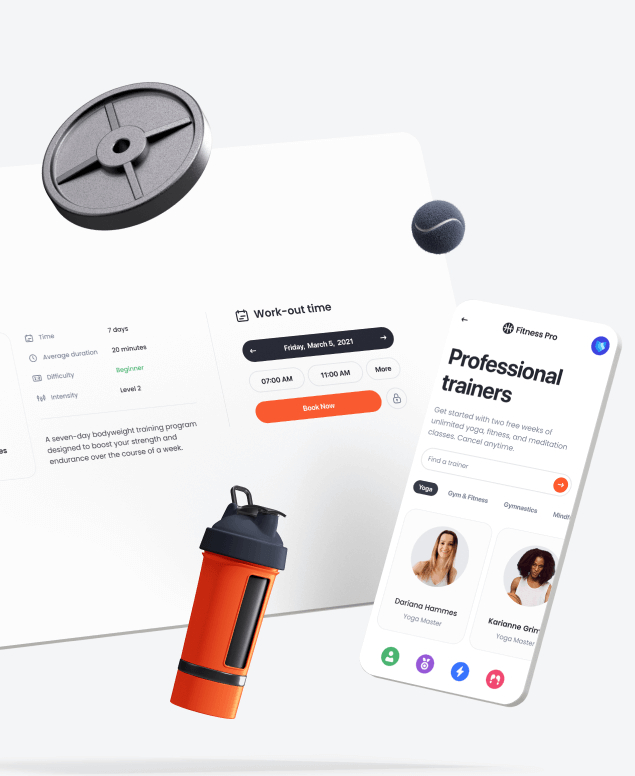 Time 7 days
Average duration 20 minutes
Difficulty Beginner
Intensity Level 2
A seven-day bodyweight training program
designed to boost your strength and
endurance over the course of a week.
Work-out time
Friday, March 5, 2021
07:00 AM 11:00 AM More
Book Now
Fitness Pro
Professional
trainers
Get started with two free weeks of
unlimited yoga, fitness, and meditation
classes. Cancel anytime.
Find a trainer
Yoga Gym & Fitness Gymnastics
Dariana Hammes
Yoga Master
Karianne
Yoga Master